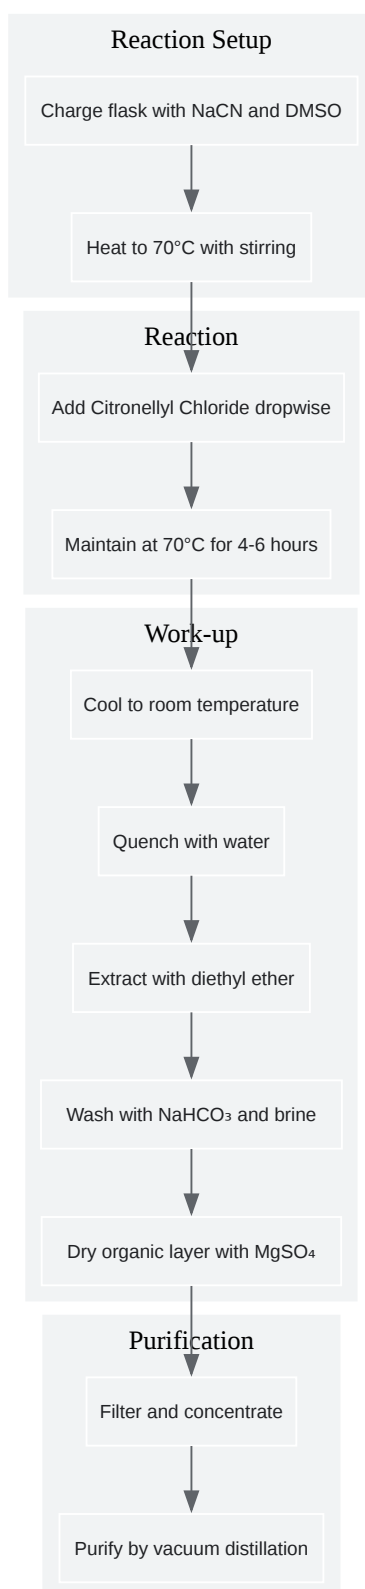 Reaction Setup
Charge flask with NaCN and DMSO
Heat to 70°C with stirring
Reaction
Add Citronellyl Chloride dropwise
Maintain at 70°C for 4-6 hours
Work-up
Cool to room temperature
Quench with water
Extract with diethyl ether
Wash with NaHCO₃ and brine
Dry organic layer with MgSO₄
Purification
Filter and concentrate
Purify by vacuum distillation